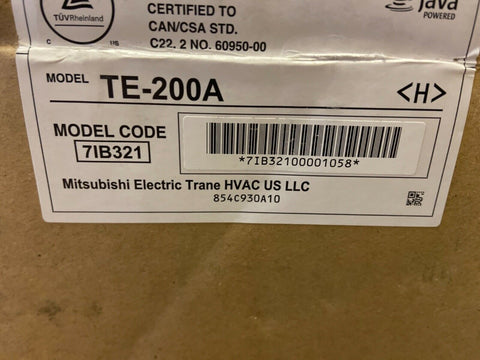 TÜVRheinland
C US
CERTIFIED TO
CAN/CSA STD.
C22. 2 NO. 60950-00
Java
POWERED
MODEL TE-200A <H>
MODEL CODE
7IB321
*7IB32100001058*
Mitsubishi Electric Trane HVAC US LLC
854C930A10